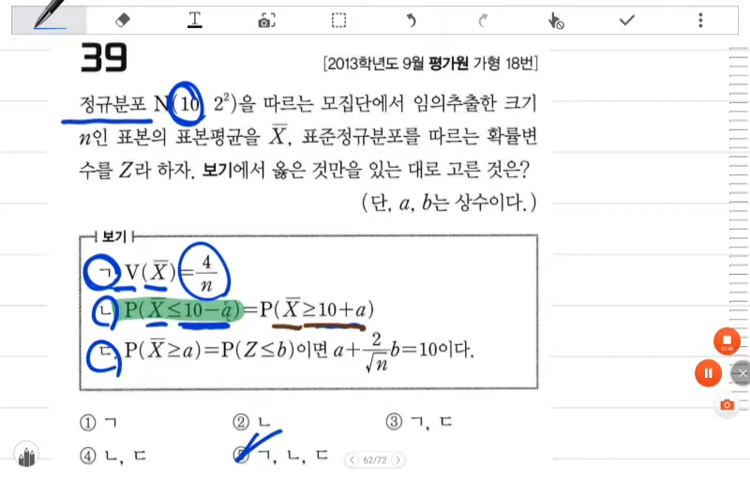 39
[2013학년도 9월 평가원 가형 18번]
정규분포 N(10, 2²)을 따르는 모집단에서 임의추출한 크기
n인 표본의 표본평균을 X̅, 표준정규분포를 따르는 확률변
수를 Z라 하자. 보기에서 옳은 것만을 있는 대로 고른 것은?
(단, a, b는 상수이다.)
보기
ㄱ. V(X̅)=4/n
ㄴ. P(X̅≤10-a)=P(X̅≥10+a)
ㄷ. P(X̅≥a)=P(Z≤b)이면 a+2/√n b=10이다.
① ㄱ ② ㄴ ③ ㄱ, ㄷ
④ ㄴ, ㄷ ⑤ ㄱ, ㄴ, ㄷ
62/72